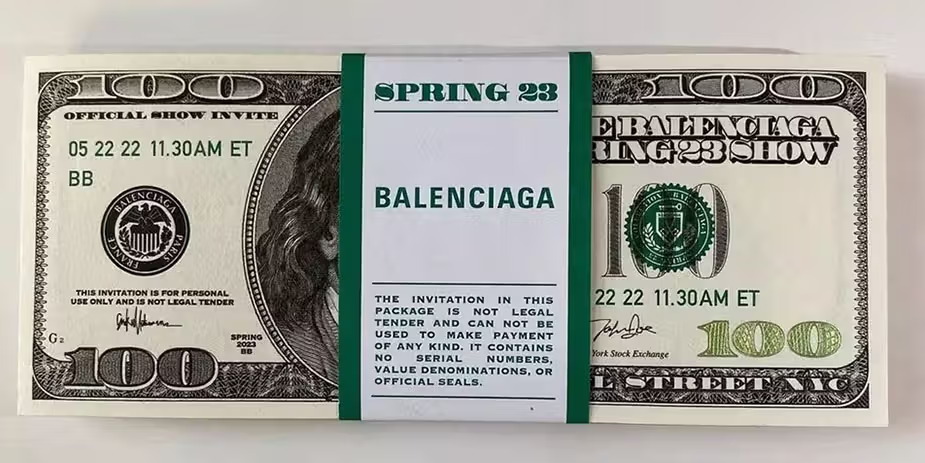 100
OFFICIAL SHOW INVITE
05 22 22 11.30AM ET
BB
BALENCIAGA
PARIS
FRANCE
THIS INVITATION IS FOR PERSONAL
USE ONLY AND IS NOT LEGAL TENDER
G2
SPRING
2023
BB
100
SPRING 23
BALENCIAGA
THE INVITATION IN THIS
PACKAGE IS NOT LEGAL
TENDER AND CAN NOT BE
USED TO MAKE PAYMENT
OF ANY KIND. IT CONTAINS
NO SERIAL NUMBERS,
VALUE DENOMINATIONS, OR
OFFICIAL SEALS.
100
E BALENCIAGA
RING 23 SHOW
100
22 22 11.30AM ET
John Doe
York Stock Exchange
100
L STREET NYC